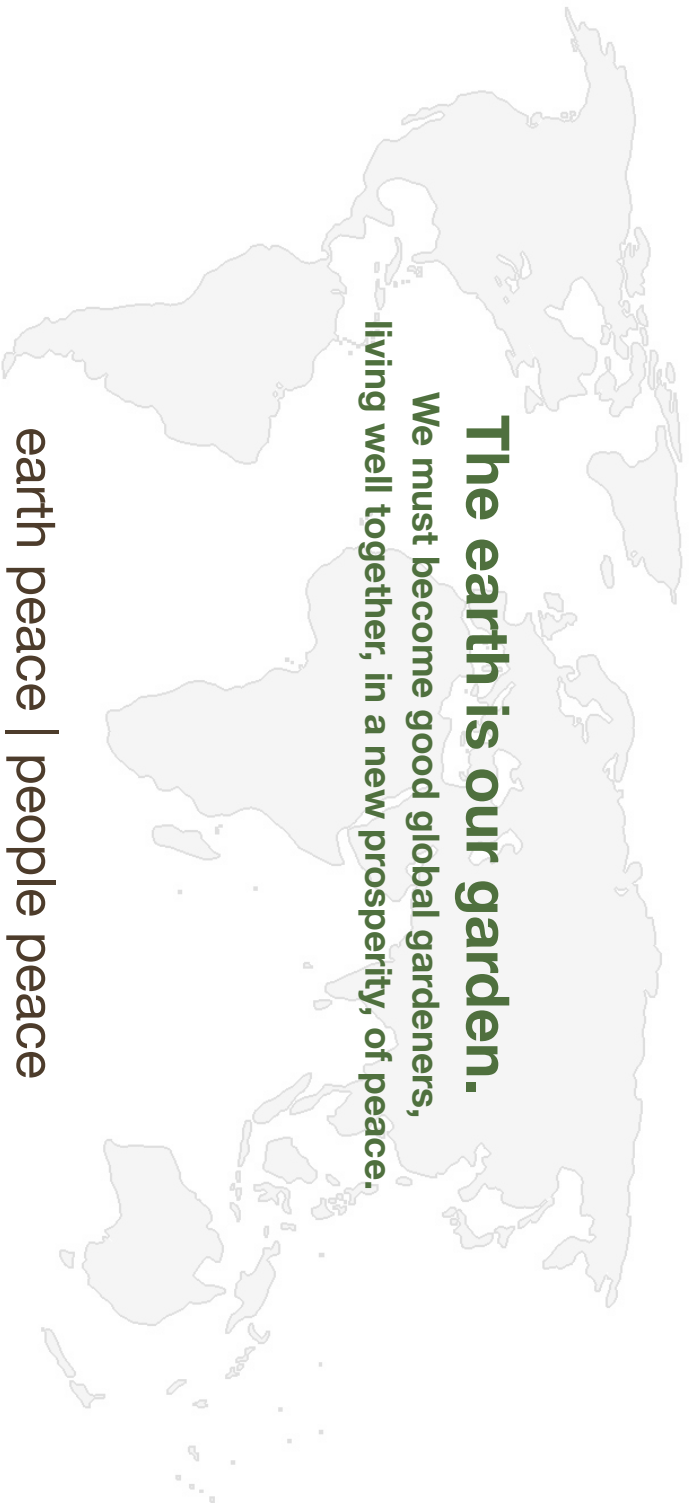 The earth is our garden.
We must become good global gardeners,
living well together, in a new prosperity, of peace.
earth peace | people peace